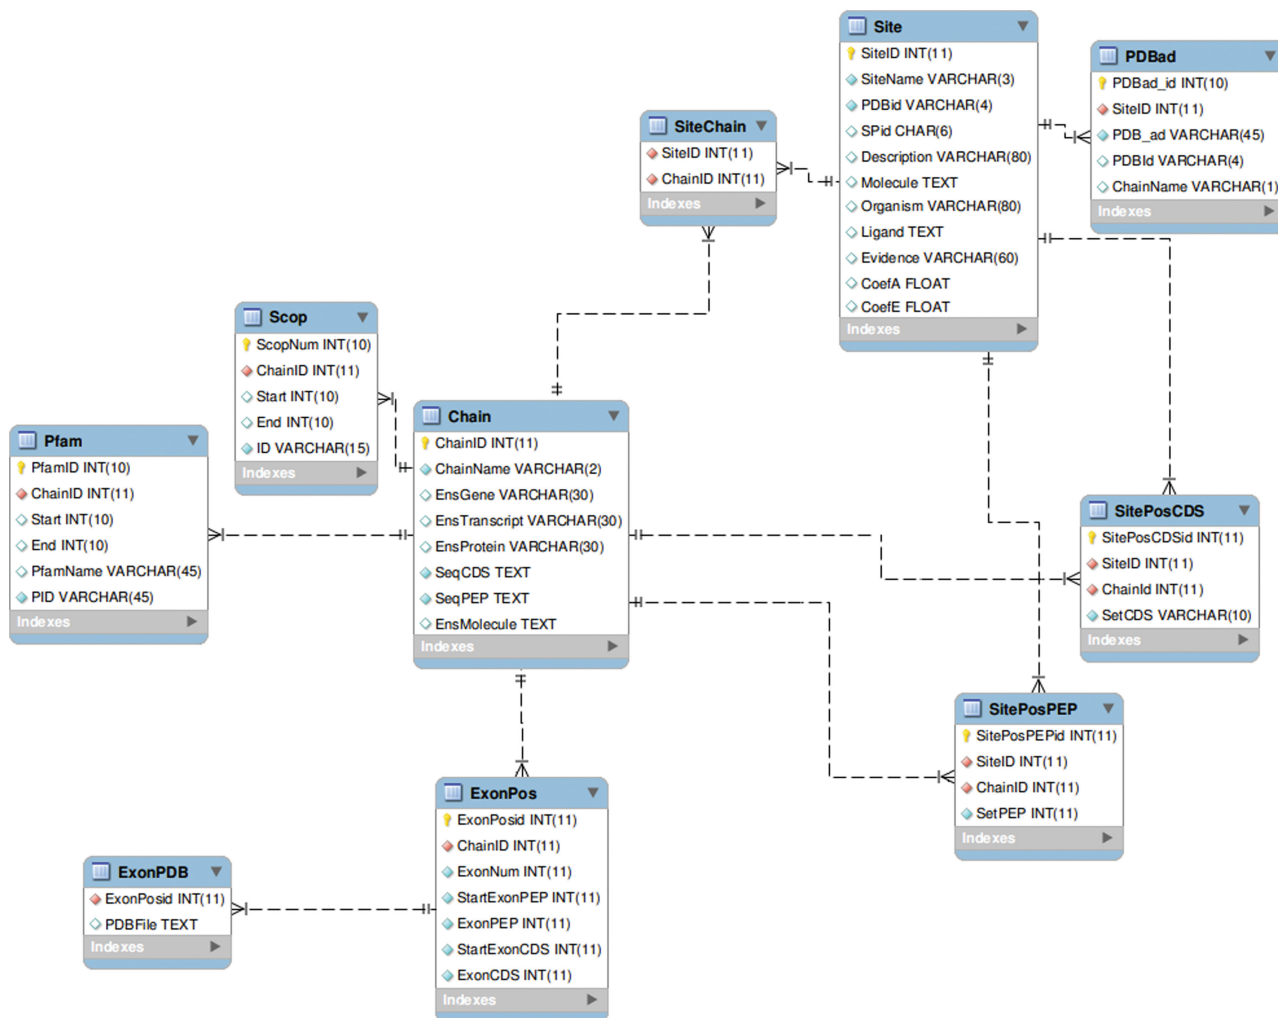 Site
SiteID INT(11)
SiteName VARCHAR(3)
PDBid VARCHAR(4)
SPid CHAR(6)
Description VARCHAR(80)
Molecule TEXT
Organism VARCHAR(80)
Ligand TEXT
Evidence VARCHAR(60)
CoefA FLOAT
CoefE FLOAT
Indexes
PDBad
PDBad_id INT(10)
SiteID INT(11)
PDB_ad VARCHAR(45)
PDBId VARCHAR(4)
ChainName VARCHAR(1)
Indexes
SiteChain
SiteID INT(11)
ChainID INT(11)
Indexes
Scop
ScopNum INT(10)
ChainID INT(11)
Start INT(10)
End INT(10)
ID VARCHAR(15)
Indexes
Pfam
PfamID INT(10)
ChainID INT(11)
Start INT(10)
End INT(10)
PfamName VARCHAR(45)
PID VARCHAR(45)
Indexes
Chain
ChainID INT(11)
ChainName VARCHAR(2)
EnsGene VARCHAR(30)
EnsTranscript VARCHAR(30)
EnsProtein VARCHAR(30)
SeqCDS TEXT
SeqPEP TEXT
EnsMolecule TEXT
Indexes
SitePosCDS
SitePosCDSid INT(11)
SiteID INT(11)
ChainId INT(11)
SetCDS VARCHAR(10)
Indexes
SitePosPEP
SitePosPEPid INT(11)
SiteID INT(11)
ChainID INT(11)
SetPEP INT(11)
Indexes
ExonPos
ExonPosid INT(11)
ChainID INT(11)
ExonNum INT(11)
StartExonPEP INT(11)
ExonPEP INT(11)
StartExonCDS INT(11)
ExonCDS INT(11)
Indexes
ExonPDB
ExonPosid INT(11)
PDBFile TEXT
Indexes